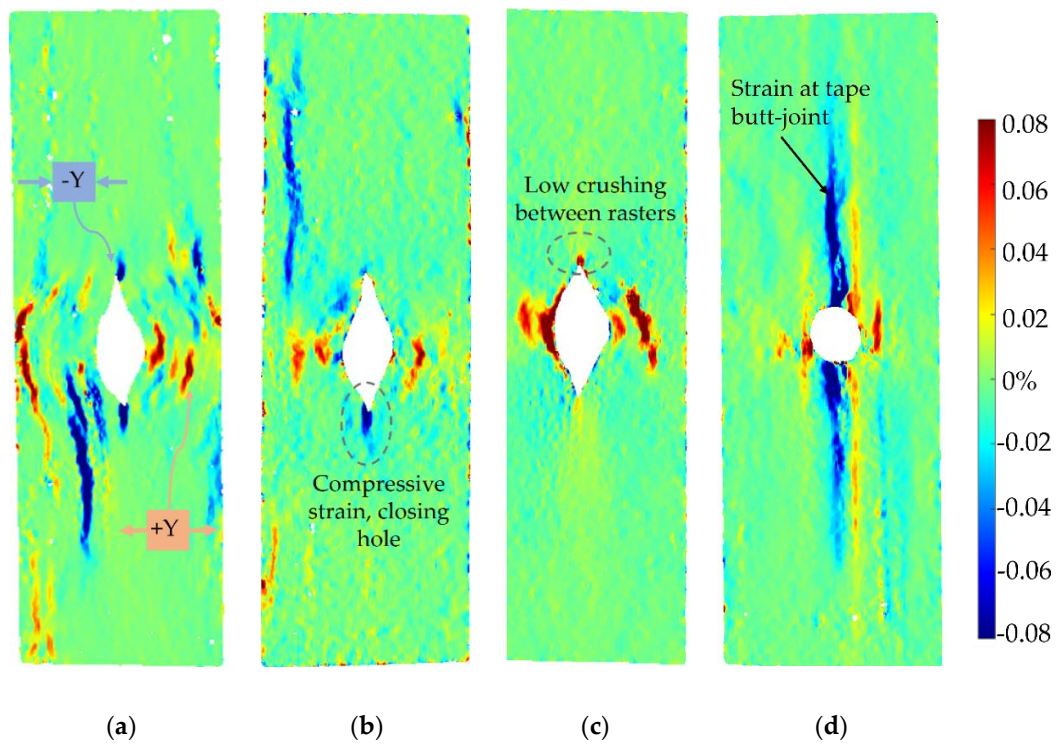 -Y
+Y
Compressive
strain, closing
hole
Low crushing
between rasters
Strain at tape
butt-joint
0.08
0.06
0.04
0.02
0%
-0.02
-0.04
-0.06
-0.08
(a)
(b)
(c)
(d)